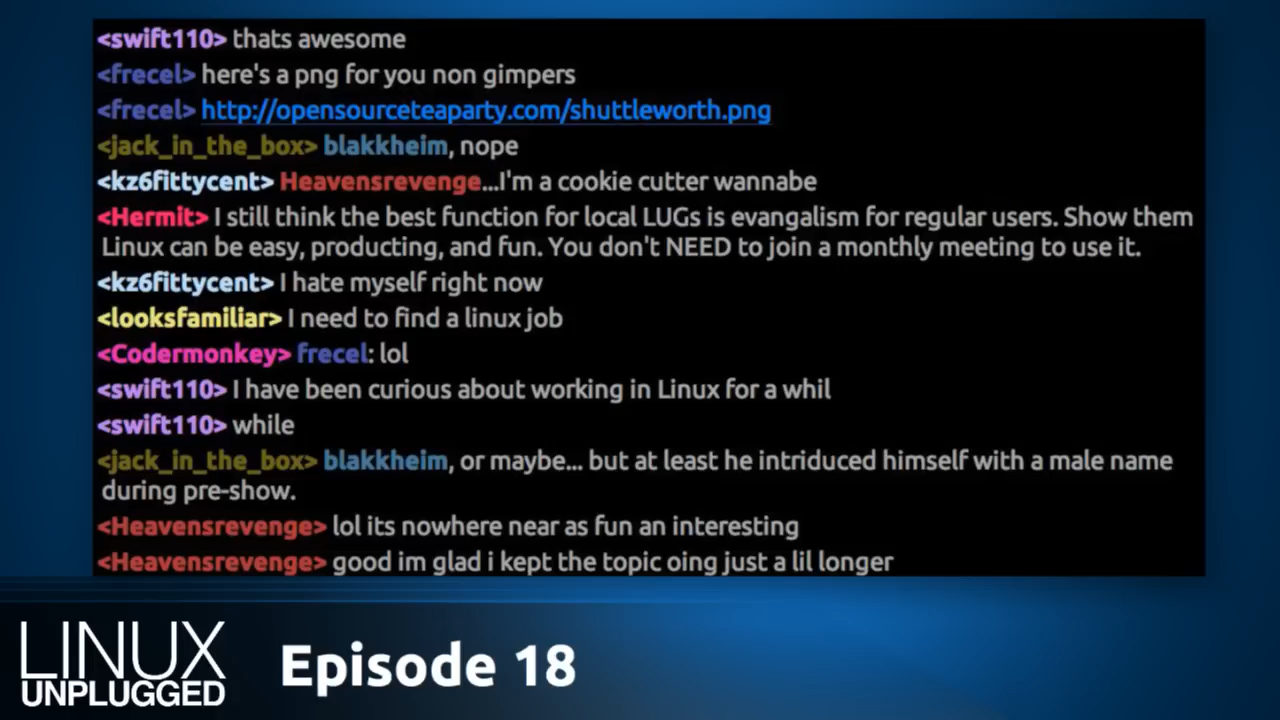 <swift110> thats awesome
<frecel> here's a png for you non gimpers
<frecel> http://opensourceteaparty.com/shuttleworth.png
<jack_in_the_box> blakkheim, nope
<kz6fittycent> Heavensrevenge...I'm a cookie cutter wannabe
<Hermit> I still think the best function for local LUGs is evangalism for regular users. Show them
Linux can be easy, producting, and fun. You don't NEED to join a monthly meeting to use it.
<kz6fittycent> I hate myself right now
<looksfamiliar> I need to find a linux job
<Codermonkey> frecel: lol
<swift110> I have been curious about working in Linux for a whil
<swift110> while
<jack_in_the_box> blakkheim, or maybe... but at least he intriduced himself with a male name
during pre-show.
<Heavensrevenge> lol its nowhere near as fun an interesting
<Heavensrevenge> good im glad i kept the topic oing just a lil longer
LINUX
UNPLUGGED
Episode 18